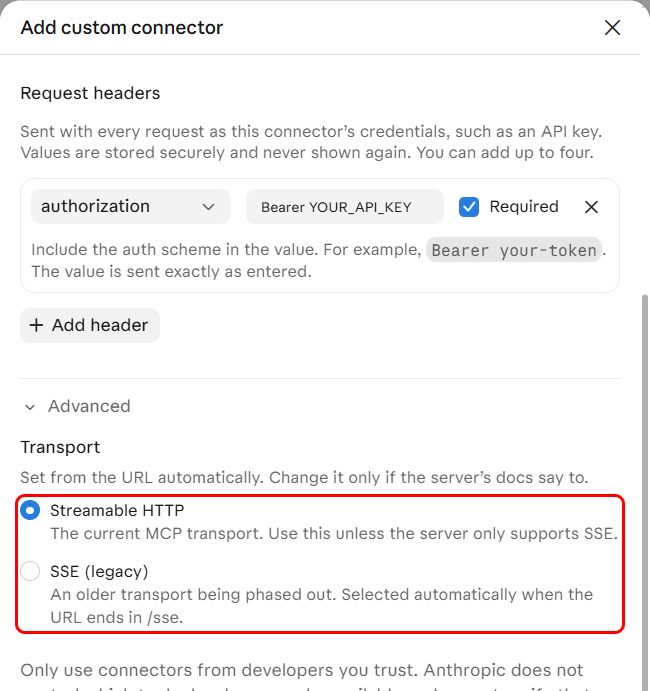 Add custom connector
Request headers
Sent with every request as this connector’s credentials, such as an API key.
Values are stored securely and never shown again. You can add up to four.
authorization Bearer YOUR_API_KEY Required
Include the auth scheme in the value. For example, Bearer your-token.
The value is sent exactly as entered.
+ Add header
Advanced
Transport
Set from the URL automatically. Change it only if the server’s docs say to.
Streamable HTTP
The current MCP transport. Use this unless the server only supports SSE.
SSE (legacy)
An older transport being phased out. Selected automatically when the
URL ends in /sse.
Only use connectors from developers you trust. Anthropic does not